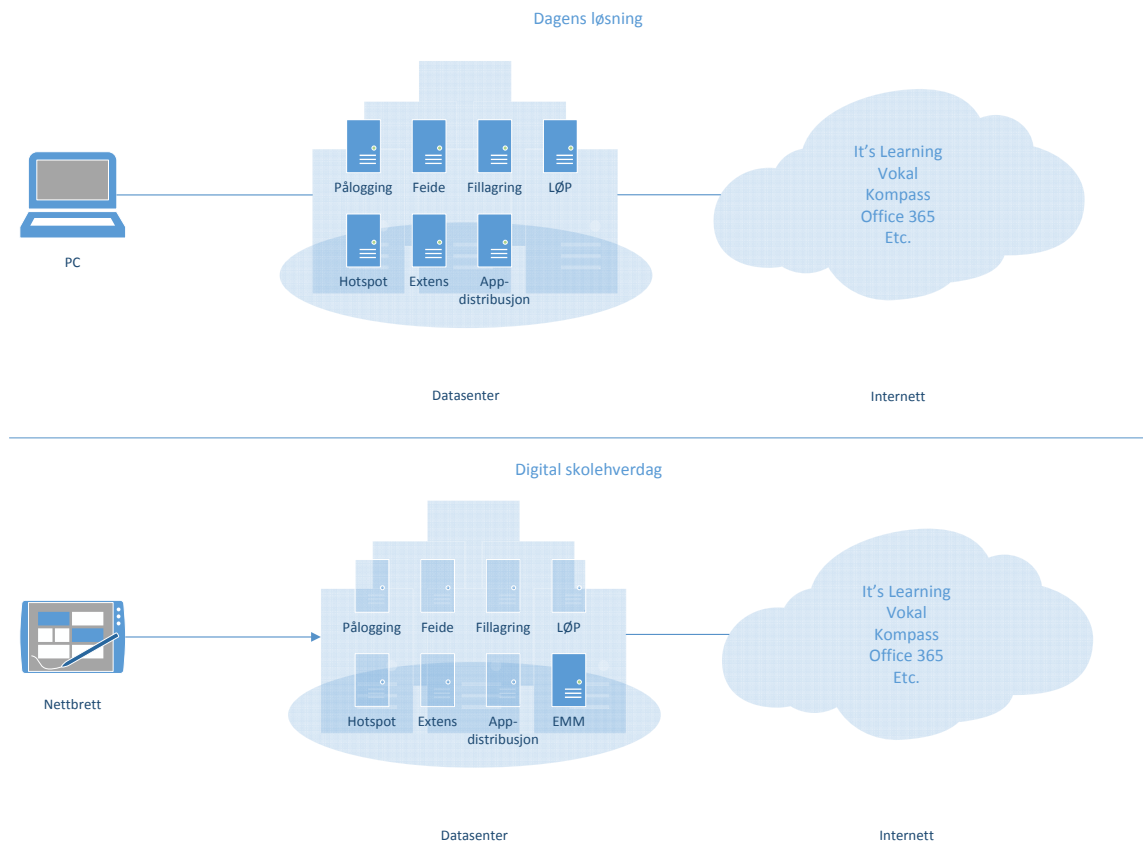 Dagens løsning
It's Learning
Vokal
Kompass
Office 365
Etc.
Pålogging Feide Fillagring LØP
PC
Hotspot Extens App-
distribusjon
Datasenter Internett
Digital skolehverdag
It's Learning
Vokal
Kompass
Office 365
Etc.
Pålogging Feide Fillagring LØP
Nettbrett
Hotspot Extens App- EMM
distribusjon
Datasenter Internett